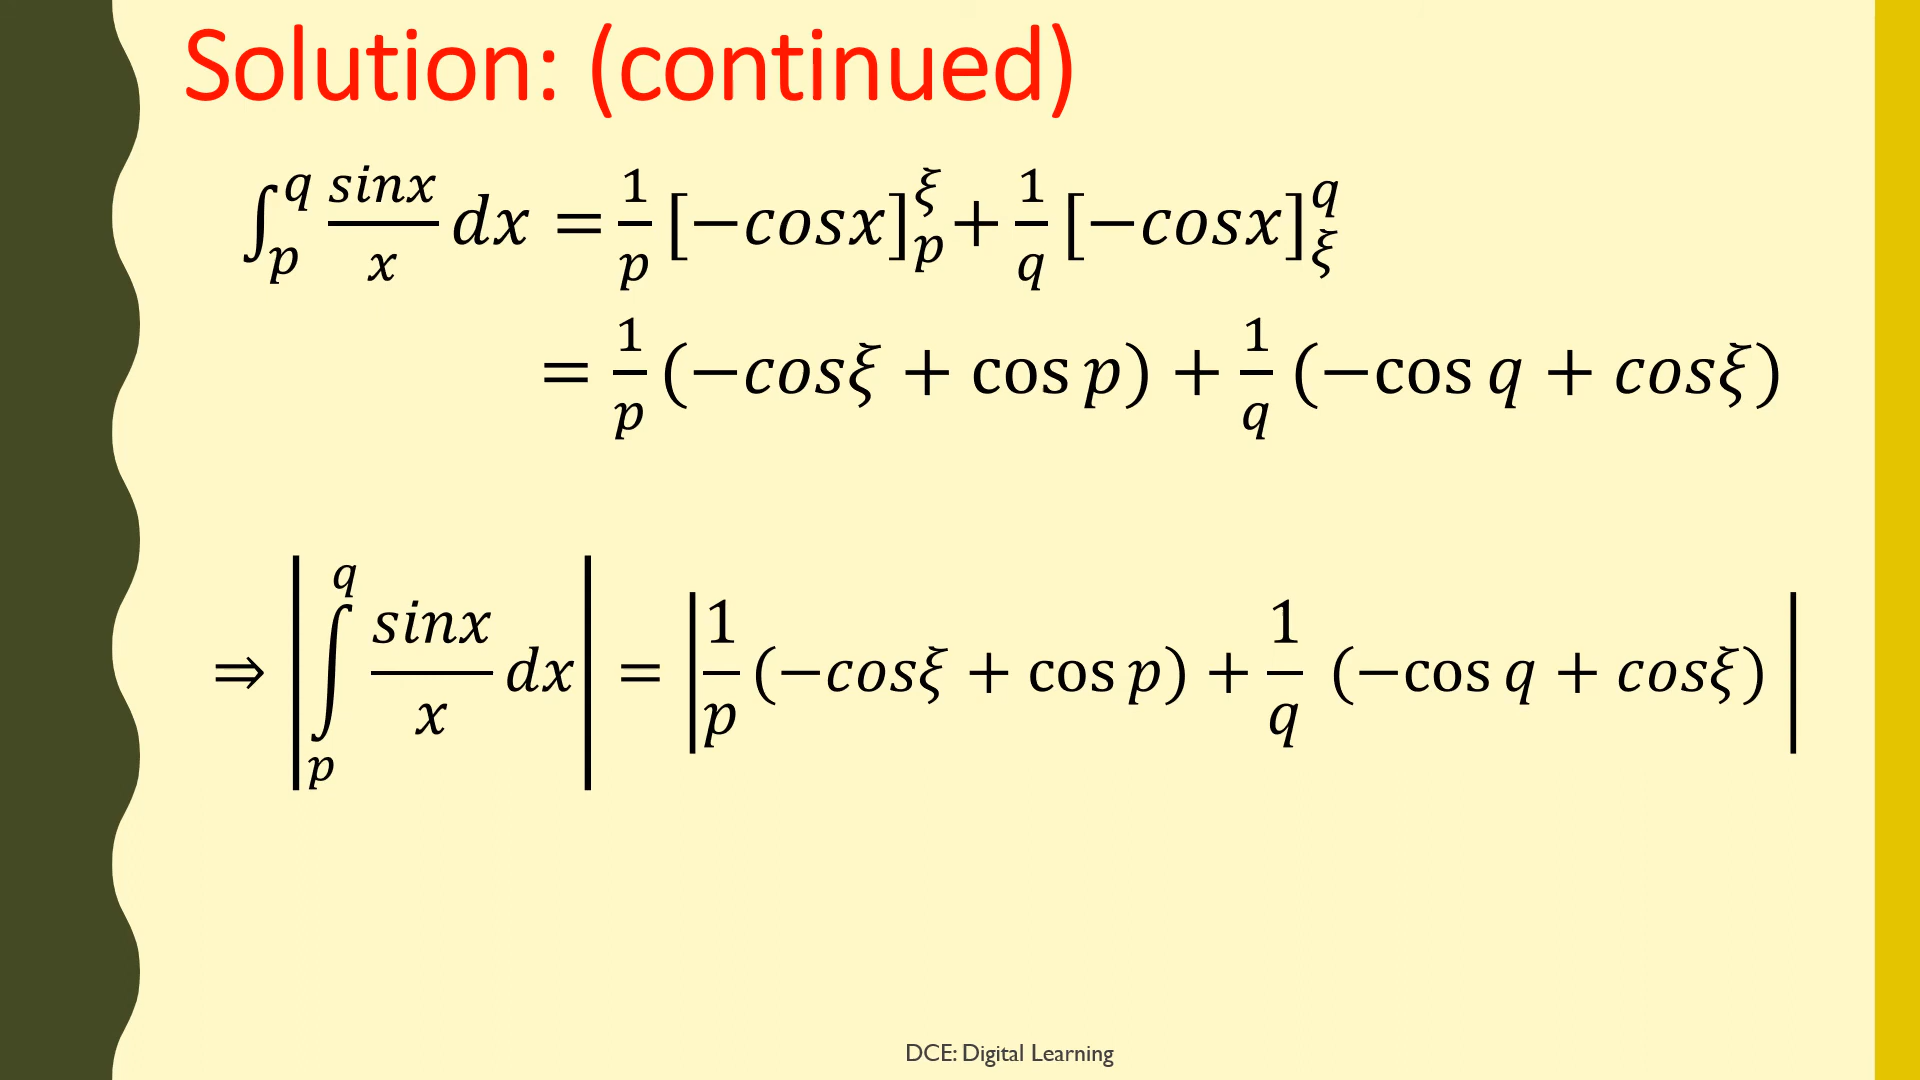 Solution: (continued)
∫_p^q sinx/x dx = 1/p [−cosx]_p^ξ + 1/q [−cosx]_ξ^q
= 1/p (−cosξ + cos p) + 1/q (−cos q + cosξ)
⇒ |∫_p^q sinx/x dx| = |1/p (−cosξ + cos p) + 1/q (−cos q + cosξ)|
DCE: Digital Learning